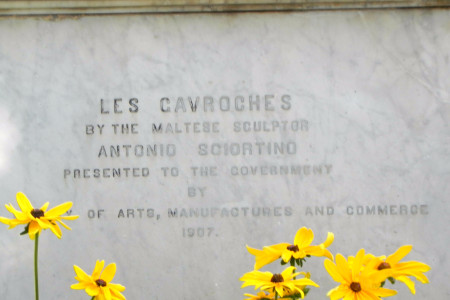 LES GAVROCHES
BY THE MALTESE SCULPTOR
ANTONIO SCIORTINO
PRESENTED TO THE GOVERNMENT
BY
OF ARTS, MANUFACTURES AND COMMERCE
1907.